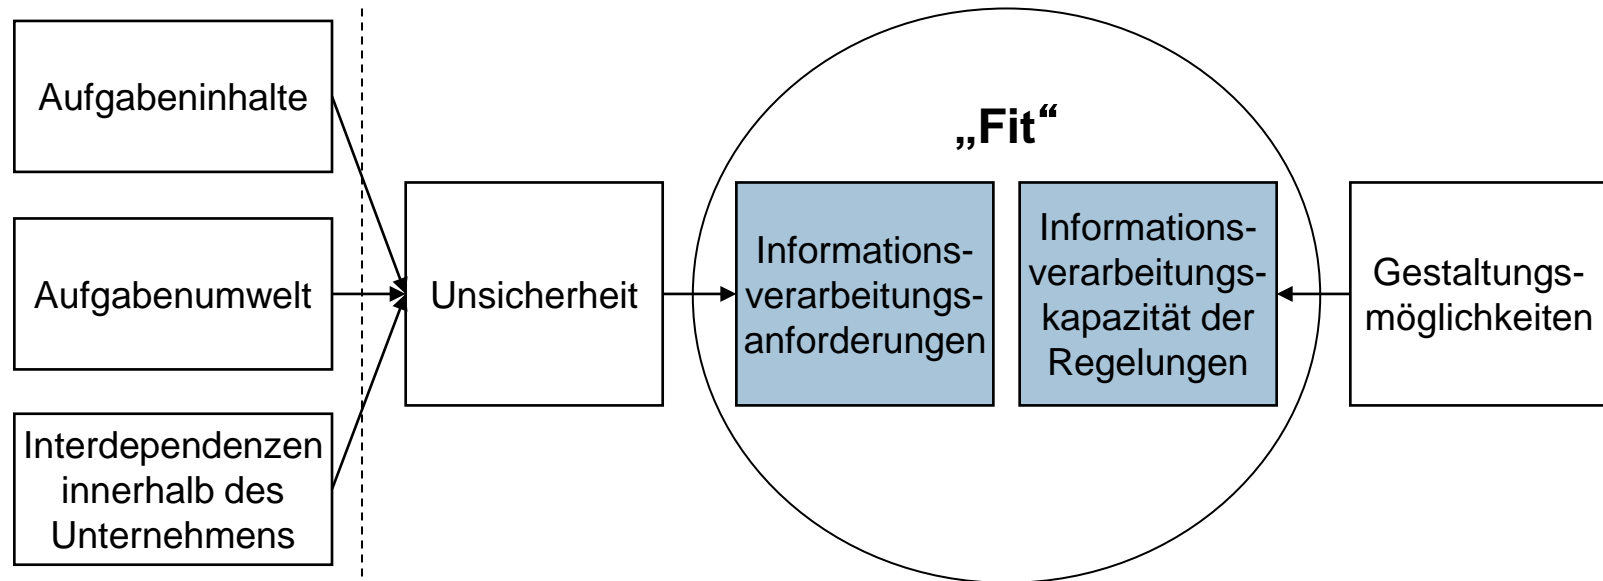 Aufgabeninhalte
Aufgabenumwelt
Interdependenzen
innerhalb des
Unternehmens
Unsicherheit
„Fit“
Informations-
verarbeitungs-
anforderungen
Informations-
verarbeitungs-
kapazität der
Regelungen
Gestaltungs-
möglichkeiten